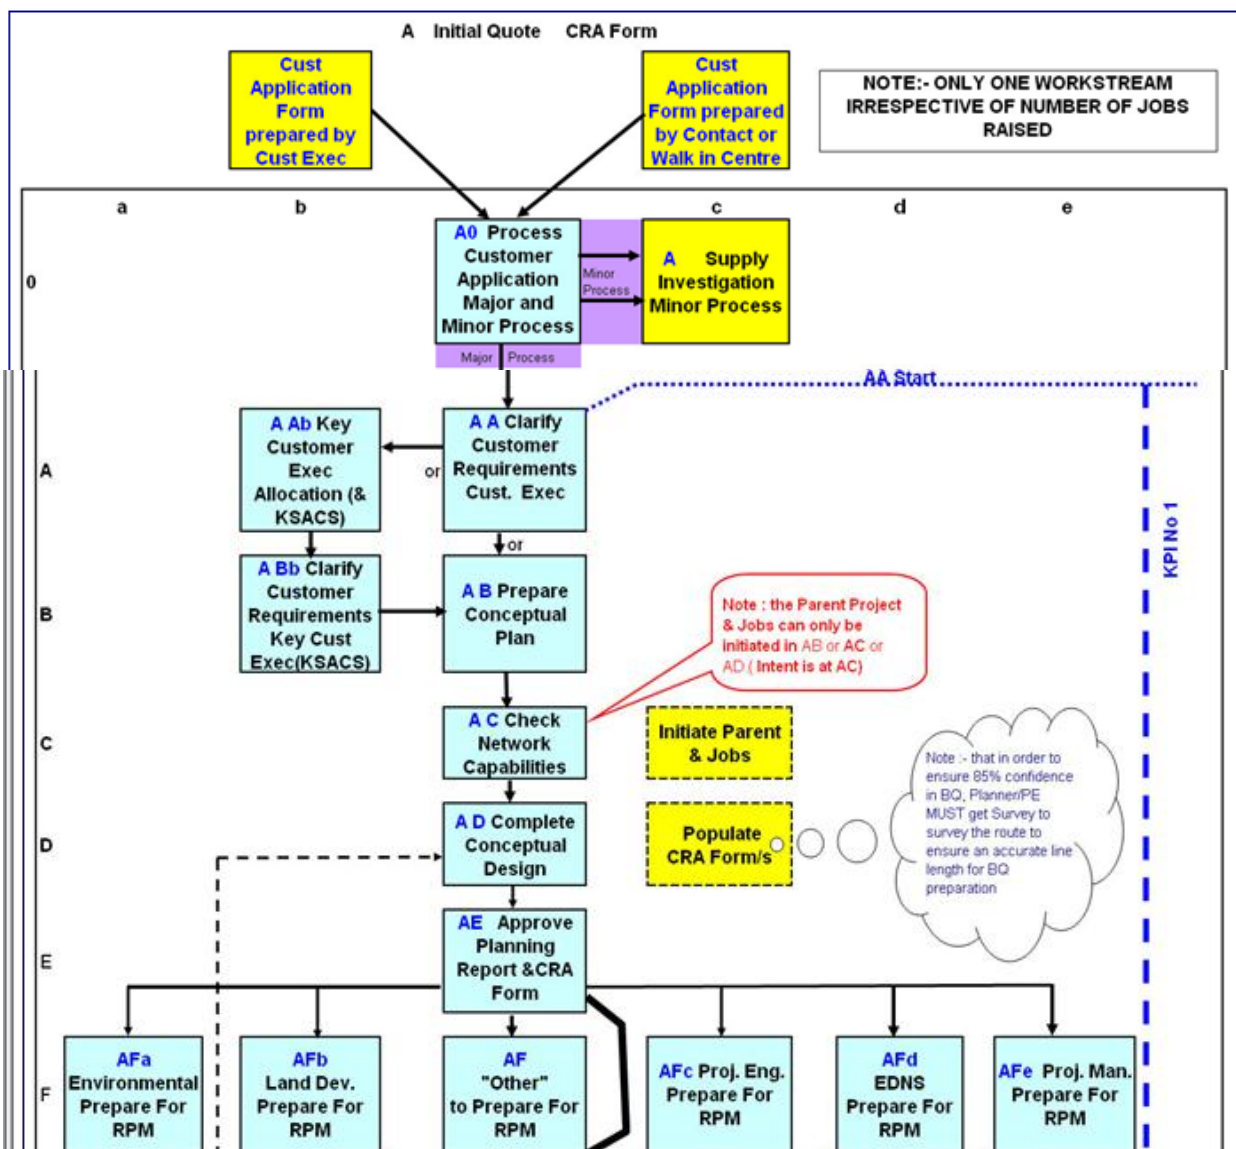 A Initial Quote CRA Form
Cust
Application
Form
prepared by
Cust Exec
Cust
Application
Form prepared
by Contact or
Walk in Centre
NOTE:- ONLY ONE WORKSTREAM
IRRESPECTIVE OF NUMBER OF JOBS
RAISED
a
b
c
d
e
0
A0 Process
Customer
Application
Major and
Minor Process
Minor
Process
A Supply
Investigation
Minor Process
Major Process
AA Start
KPI No 1
A
A Ab Key
Customer
Exec
Allocation (&
KSACS)
or
A A Clarify
Customer
Requirements
Cust. Exec
or
B
A Bb Clarify
Customer
Requirements
Key Cust
Exec(KSACS)
A B Prepare
Conceptual
Plan
Note : the Parent Project
& Jobs can only be
initiated in AB or AC or
AD ( Intent is at AC)
C
A C Check
Network
Capabilities
Initiate Parent
& Jobs
D
A D Complete
Conceptual
Design
Populate
CRA Form/s
Note :- that in order to
ensure 85% confidence
in BQ, Planner/PE
MUST get Survey to
survey the route to
ensure an accurate line
length for BQ
preparation
E
AE Approve
Planning
Report &CRA
Form
F
AFa
Environmental
Prepare For
RPM
AFb
Land Dev.
Prepare For
RPM
AF
"Other"
to Prepare For
RPM
AFc Proj. Eng.
Prepare For
RPM
AFd
EDNS
Prepare For
RPM
AFe Proj. Man.
Prepare For
RPM